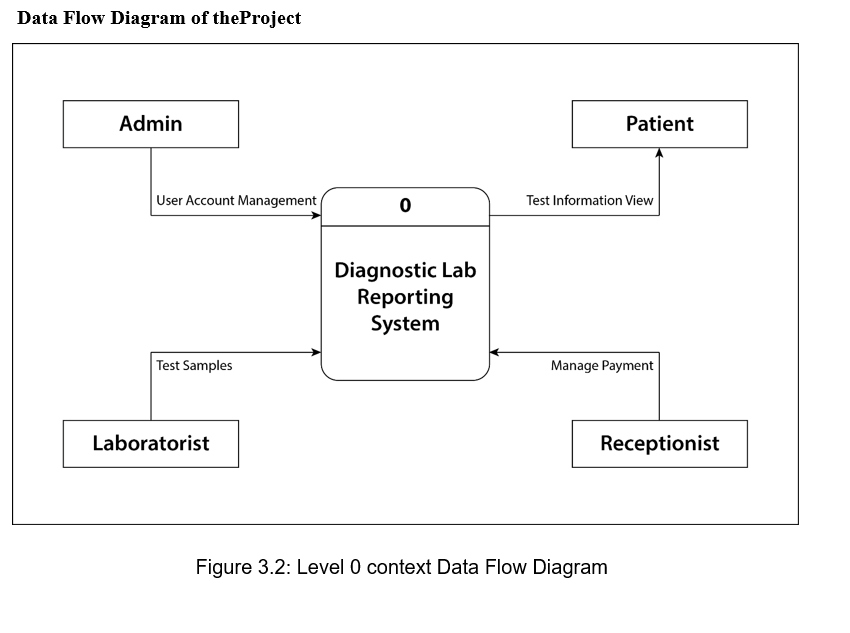 Data Flow Diagram of theProject
Admin
Patient
User Account Management
0
Test Information View
Diagnostic Lab
Reporting
System
Test Samples
Manage Payment
Laboratorist
Receptionist
Figure 3.2: Level 0 context Data Flow Diagram